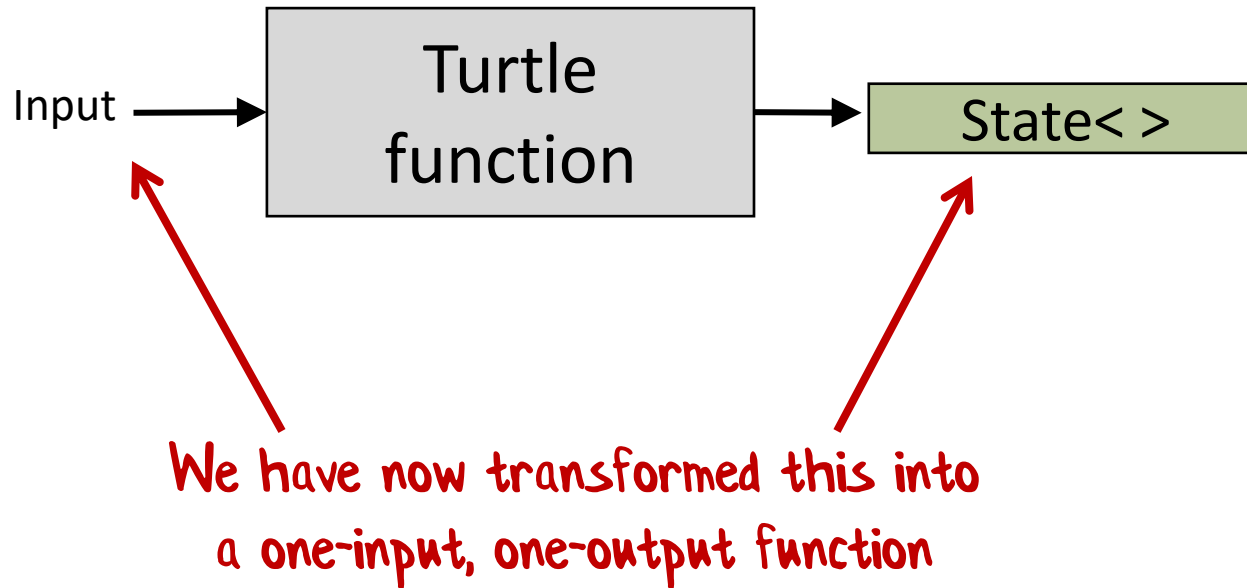 Turtle
Input
function
State< >
We have now transformed this into
a one-input, one-output function